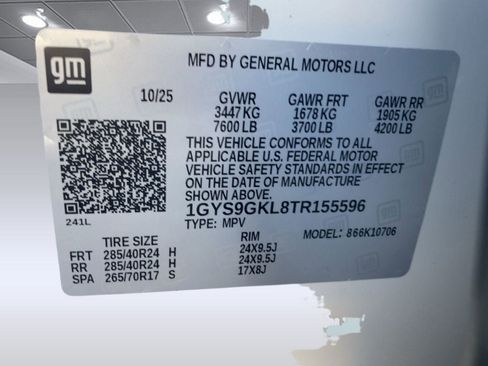 gm
MFD BY GENERAL MOTORS LLC
10/25 GVWR GAWR FRT GAWR RR
3447 KG 1678 KG 1905 KG
7600 LB 3700 LB 4200 LB
THIS VEHICLE CONFORMS TO ALL
APPLICABLE U.S. FEDERAL MOTOR
VEHICLE SAFETY STANDARDS IN EFFECT
ON THE DATE OF MANUFACTURE
SHOWN ABOVE.
1GYS9GKL8TR155596
241L
TYPE: MPV MODEL: 866K10706
TIRE SIZE RIM
FRT 285/40R24 H 24X9.5J
RR 285/40R24 H 24X9.5J
SPA 265/70R17 S 17X8J